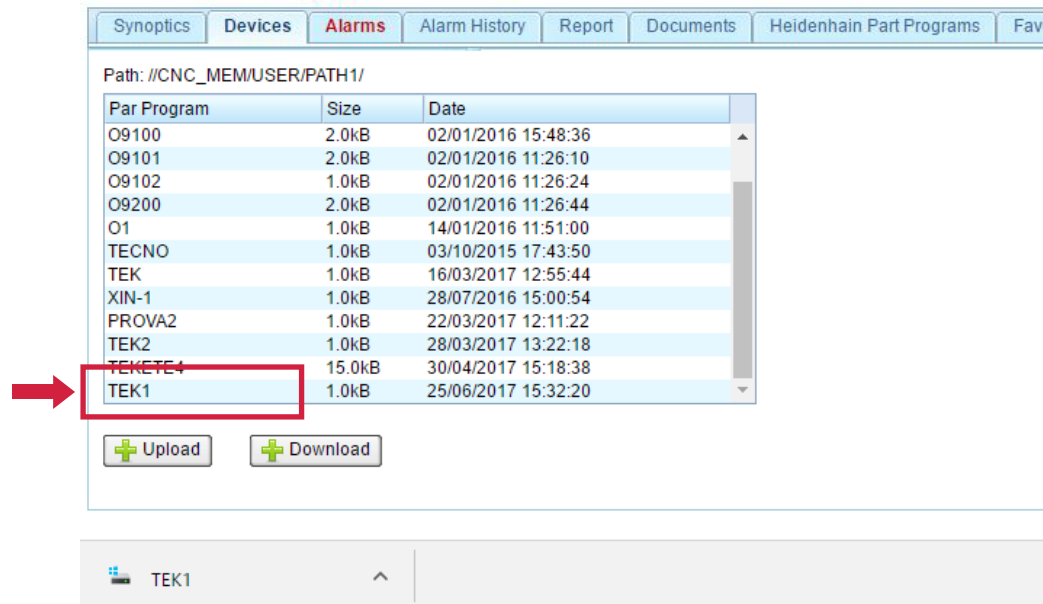 Synoptics Devices Alarms Alarm History Report Documents Heidenhain Part Programs Fav
Path: //CNC_MEM/USER/PATH1/
Par Program Size Date
O9100 2.0kB 02/01/2016 15:48:36
O9101 2.0kB 02/01/2016 11:26:10
O9102 1.0kB 02/01/2016 11:26:24
O9200 2.0kB 02/01/2016 11:26:44
O1 1.0kB 14/01/2016 11:51:00
TECNO 1.0kB 03/10/2015 17:43:50
TEK 1.0kB 16/03/2017 12:55:44
XIN-1 1.0kB 28/07/2016 15:00:54
PROVA2 1.0kB 22/03/2017 12:11:22
TEK2 1.0kB 28/03/2017 13:22:18
TEKETE4 15.0kB 30/04/2017 15:18:38
TEK1 1.0kB 25/06/2017 15:32:20
Upload Download
TEK1